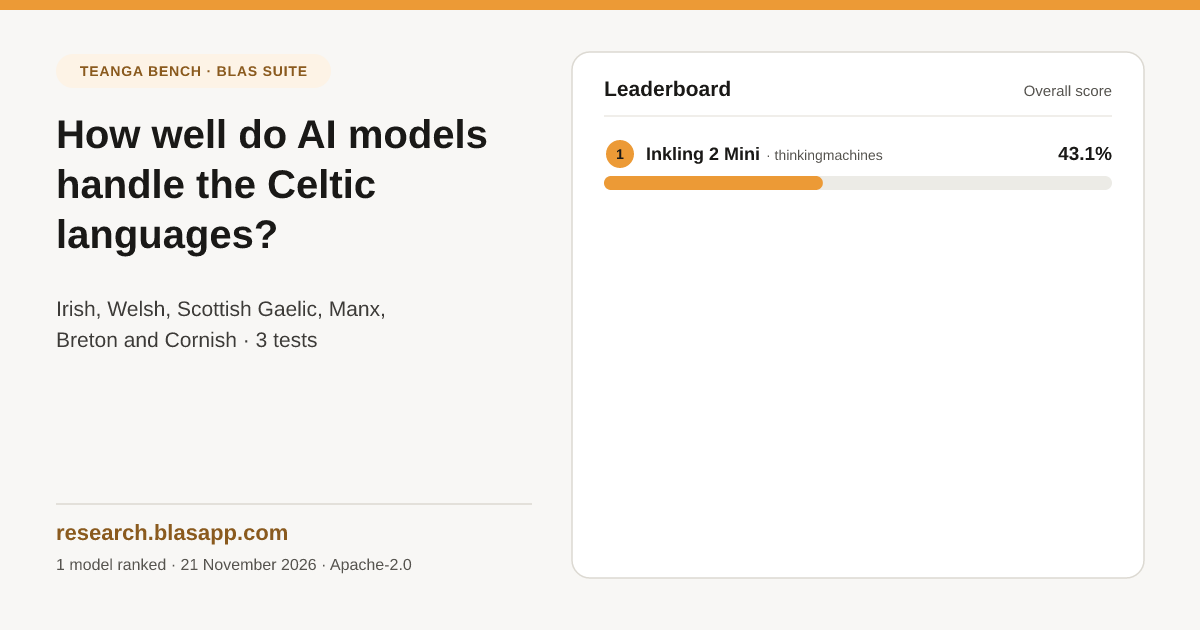 TEANGA BENCH · BLAS SUITE
How well do AI models
handle the Celtic
languages?
Irish, Welsh, Scottish Gaelic, Manx,
Breton and Cornish · 3 tests
research.blasapp.com
1 model ranked · 21 November 2026 · Apache-2.0
Leaderboard Overall score
1 Inkling 2 Mini · thinkingmachines 43.1%